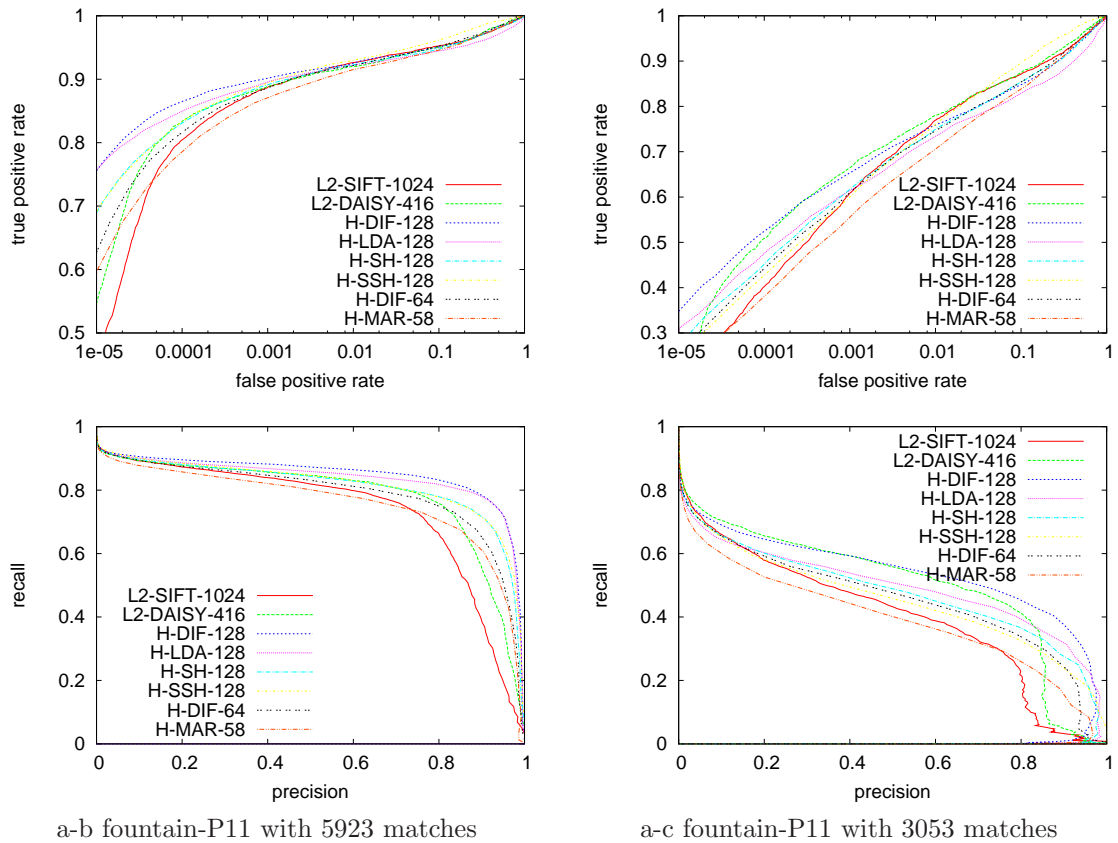 1
0.9
0.8
0.7
0.6
0.5
true positive rate
1e-05 0.0001 0.001 0.01 0.1 1
false positive rate
L2-SIFT-1024
L2-DAISY-416
H-DIF-128
H-LDA-128
H-SH-128
H-SSH-128
H-DIF-64
H-MAR-58
1
0.9
0.8
0.7
0.6
0.5
0.4
0.3
true positive rate
1e-05 0.0001 0.001 0.01 0.1 1
false positive rate
L2-SIFT-1024
L2-DAISY-416
H-DIF-128
H-LDA-128
H-SH-128
H-SSH-128
H-DIF-64
H-MAR-58
1
0.8
0.6
0.4
0.2
0
recall
0 0.2 0.4 0.6 0.8 1
precision
L2-SIFT-1024
L2-DAISY-416
H-DIF-128
H-LDA-128
H-SH-128
H-SSH-128
H-DIF-64
H-MAR-58
a-b fountain-P11 with 5923 matches
1
0.8
0.6
0.4
0.2
0
recall
0 0.2 0.4 0.6 0.8 1
precision
L2-SIFT-1024
L2-DAISY-416
H-DIF-128
H-LDA-128
H-SH-128
H-SSH-128
H-DIF-64
H-MAR-58
a-c fountain-P11 with 3053 matches